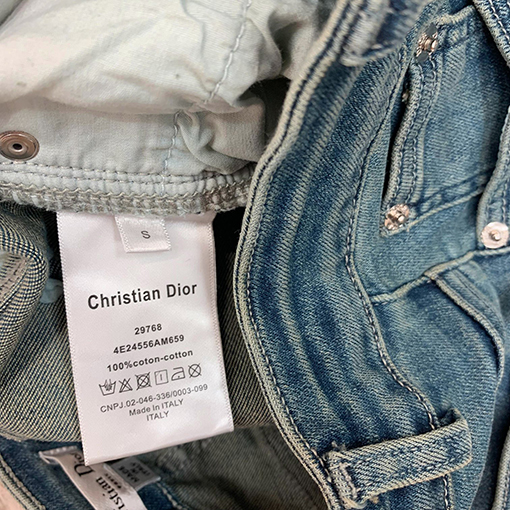 S
Christian Dior
29768
4E24556AM659
100%coton-cotton
CNPJ.02-046-336/0003-099
Made In ITALY
ITALY